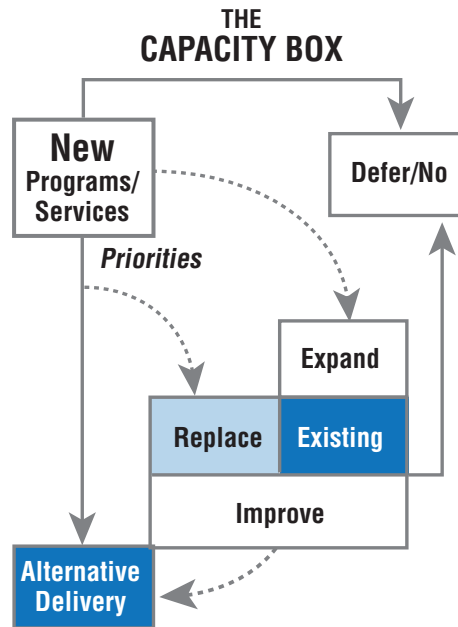 THE
CAPACITY BOX
New
Programs/
Services
Defer/No
Priorities
Expand
Replace
Existing
Improve
Alternative
Delivery